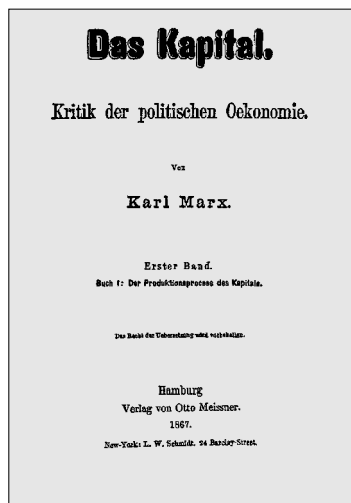 Das Kapital.
Kritik der politischen Oekonomie.
Von
Karl Marx.
Erster Band.
Buch I: Der Produktionsprocess des Kapitals.
Das Recht der Uebersetzung wird vorbehalten.
Hamburg
Verlag von Otto Meissner.
1867.
New-York: L. W. Schmidt. 24 Barclay-Street.